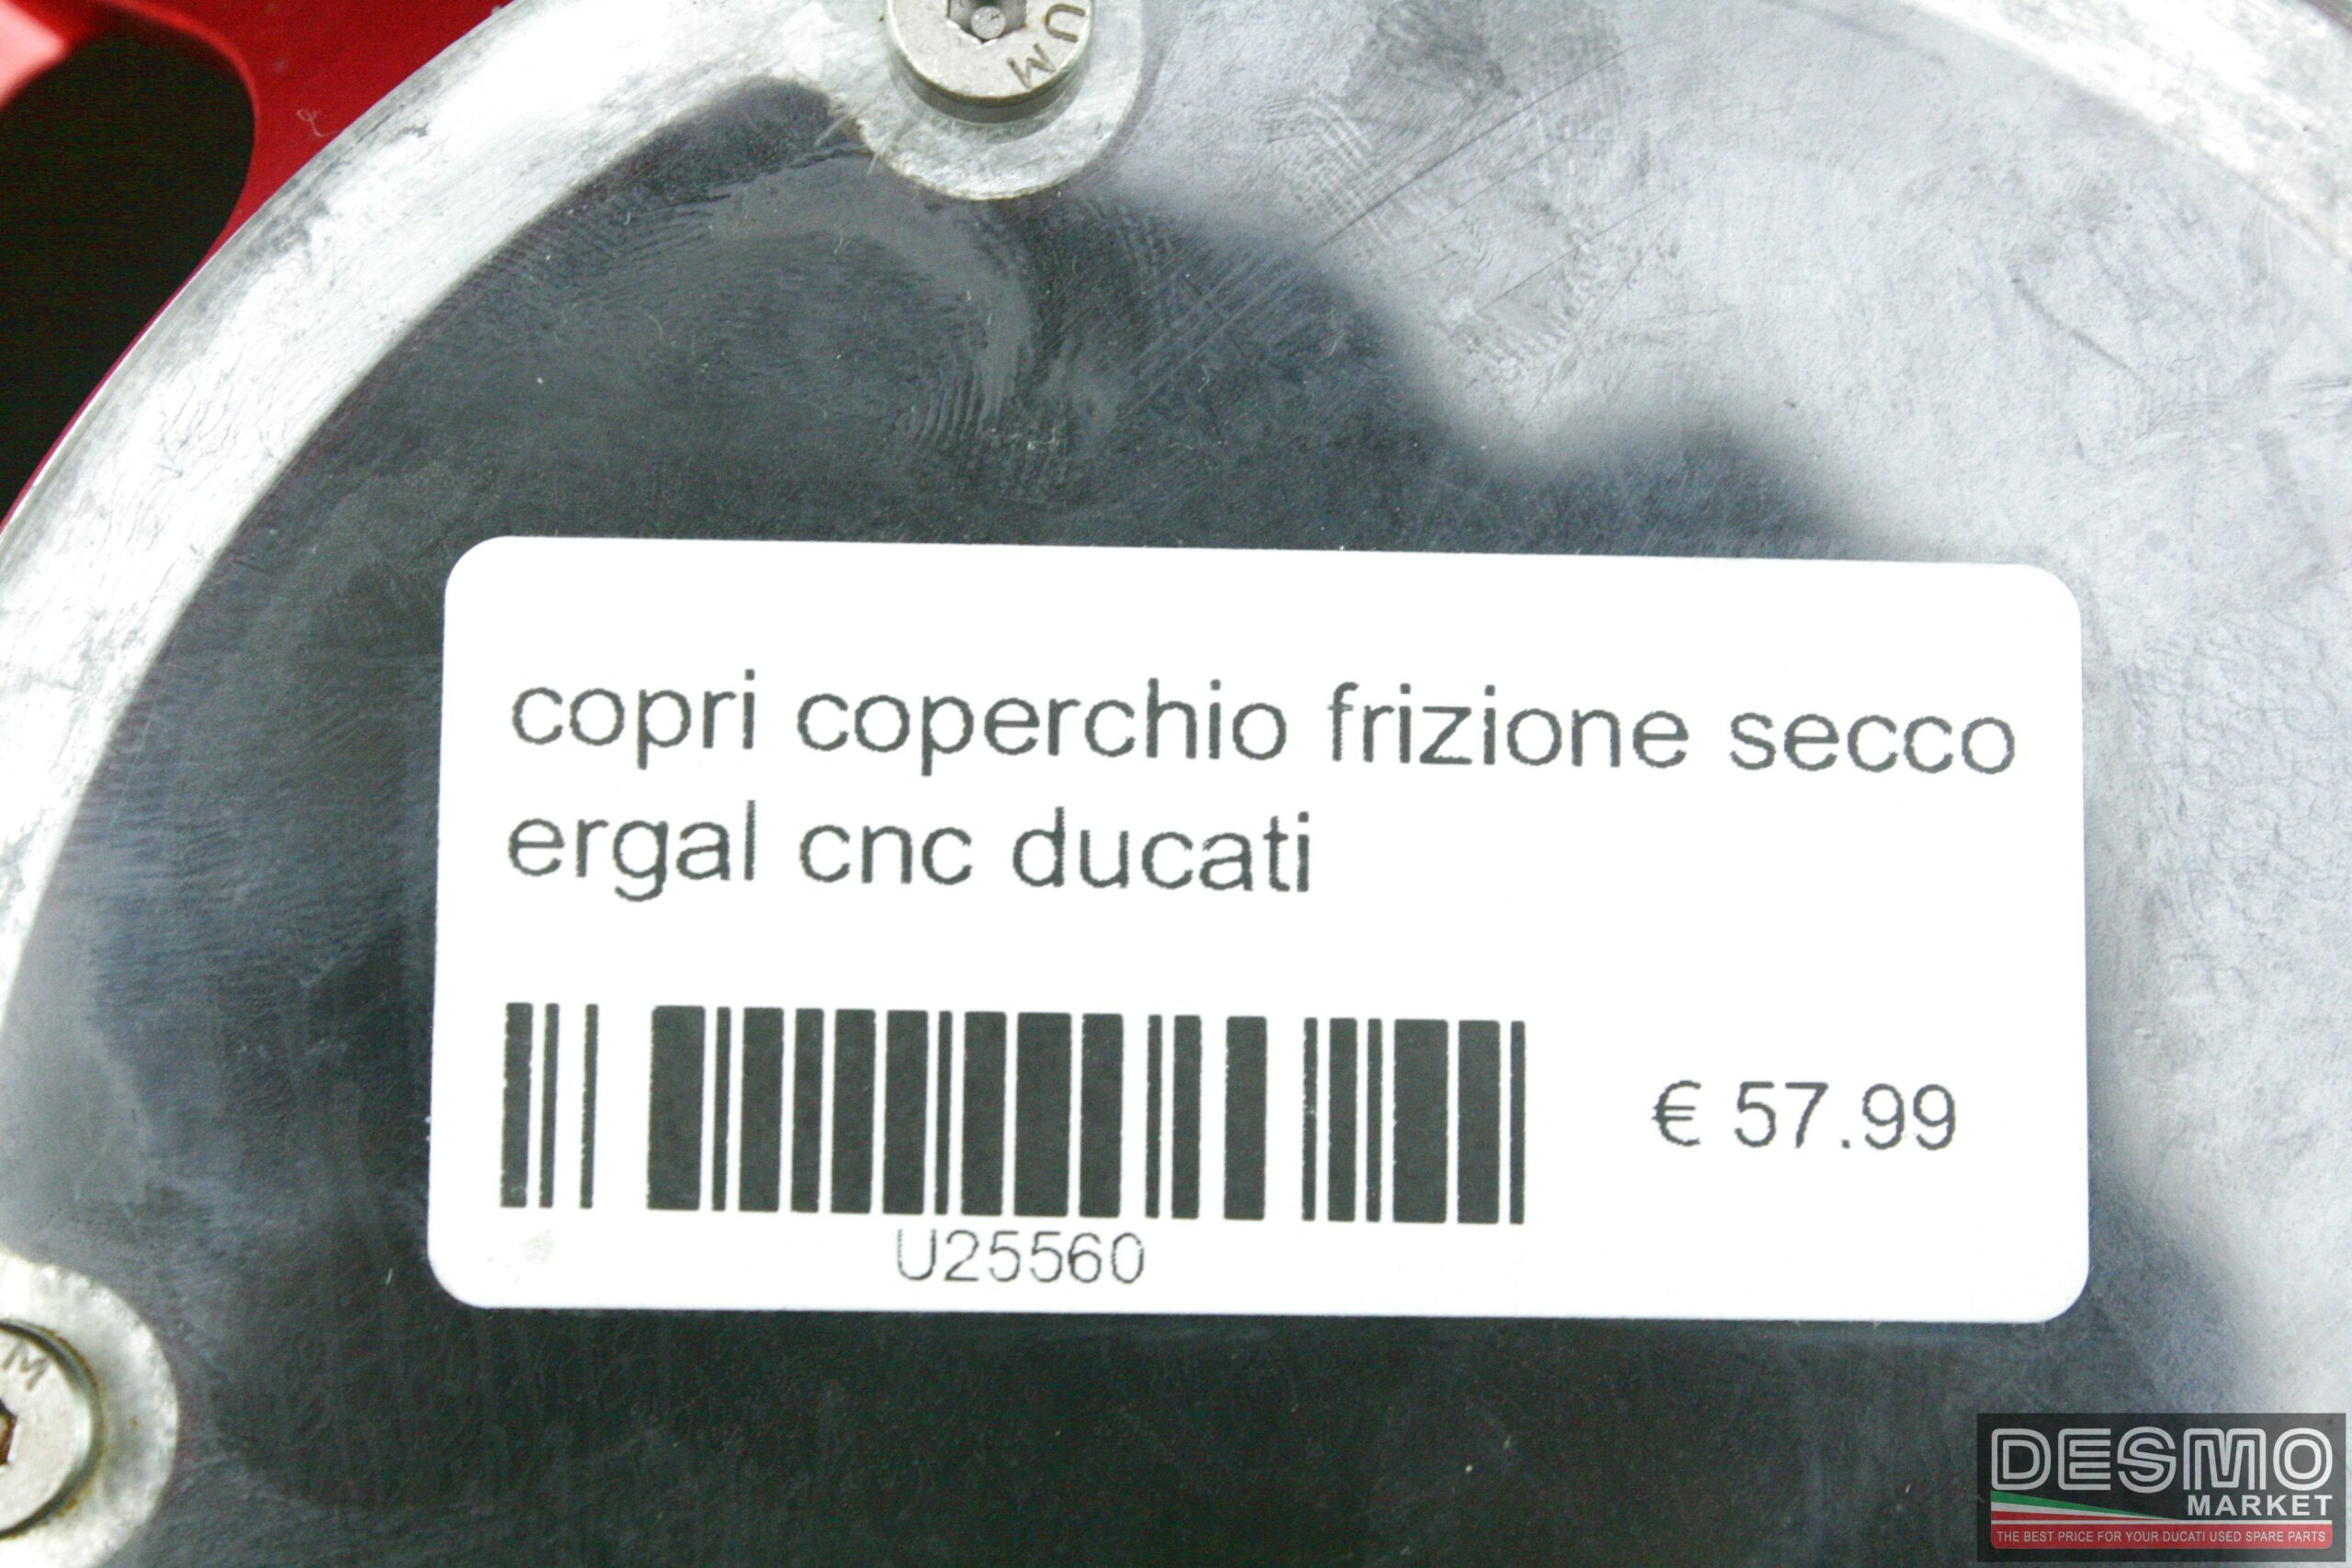 UM
copri coperchio frizione secco
ergal cnc ducati
€ 57.99
U25560
M
DESMO
MARKET
THE BEST PRICE FOR YOUR DUCATI USED SPARE PARTS